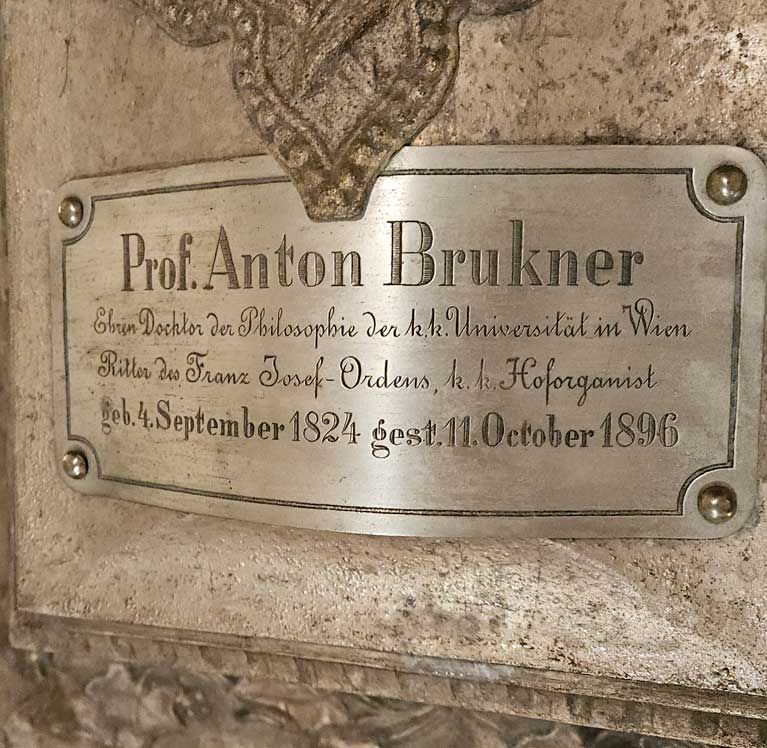 Prof. Anton Brukner
Ehren Docktor der Philosophie der k. k. Universität in Wien
Ritter des Franz Josef-Ordens, k. k. Hoforganist
geb. 4. September 1824 gest. 11. October 1896